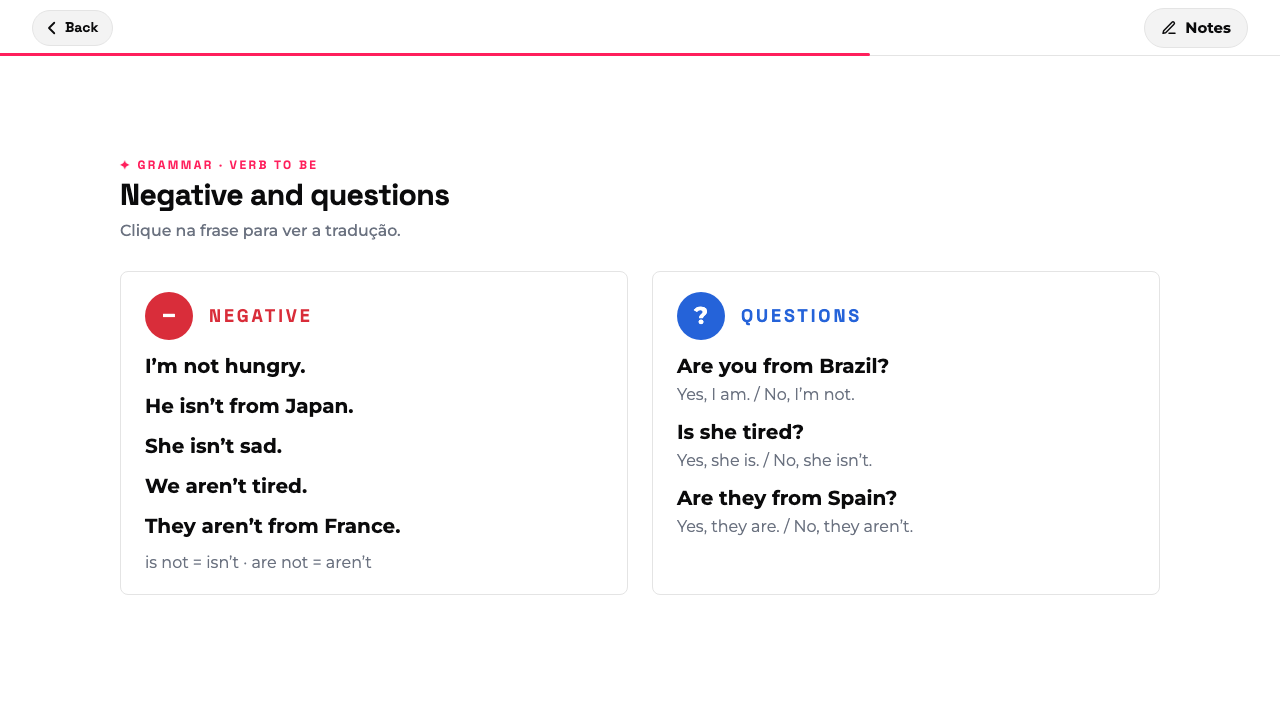 Back
Notes
✦ GRAMMAR · VERB TO BE
Negative and questions
Clique na frase para ver a tradução.
– NEGATIVE
I’m not hungry.
He isn’t from Japan.
She isn’t sad.
We aren’t tired.
They aren’t from France.
is not = isn’t · are not = aren’t
? QUESTIONS
Are you from Brazil?
Yes, I am. / No, I’m not.
Is she tired?
Yes, she is. / No, she isn’t.
Are they from Spain?
Yes, they are. / No, they aren’t.